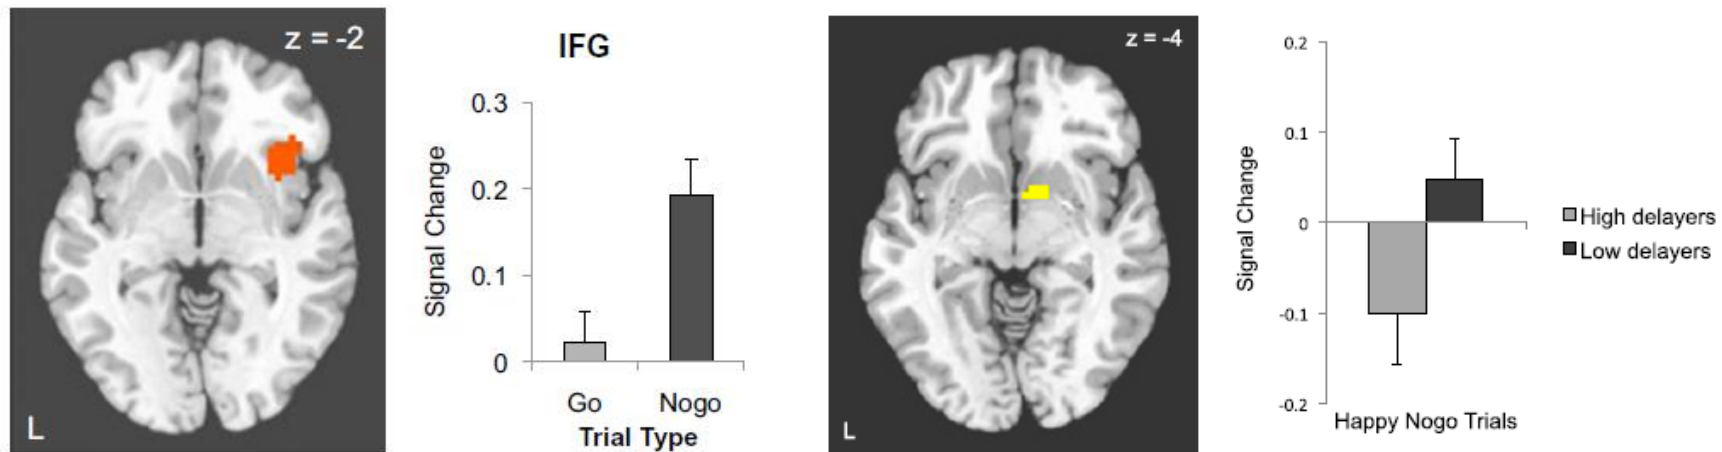 z = -2
L
IFG
Signal Change
0.3
0.2
0.1
0
Go Nogo
Trial Type
z = -4
L
Signal Change
0.2
0.1
0
-0.1
-0.2
Happy Nogo Trials
High delayers
Low delayers